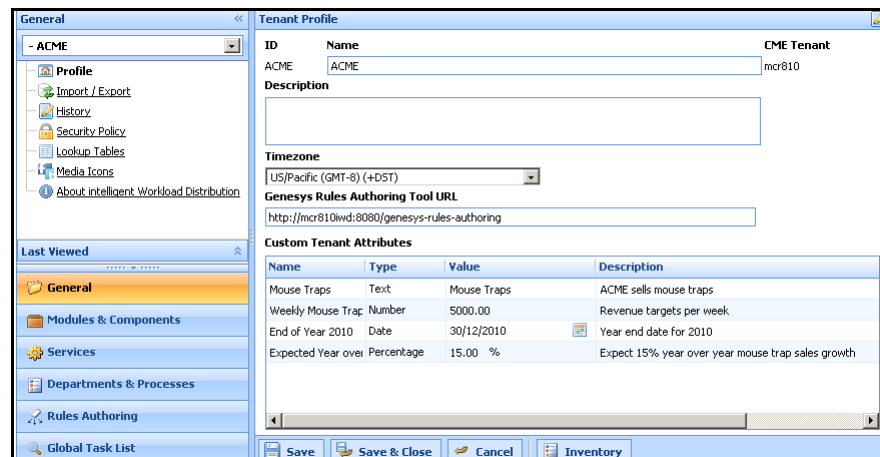 General
- ACME
Profile
Import / Export
History
Security Policy
Lookup Tables
Media Icons
About intelligent Workload Distribution
Last Viewed
General
Modules & Components
Services
Departments & Processes
Rules Authoring
Global Task List
Tenant Profile
ID Name CME Tenant
ACME ACME mcr810
Description
Timezone
US/Pacific (GMT-8) (+DST)
Genesys Rules Authoring Tool URL
http://mcr810iwd:8080/genesys-rules-authoring
Custom Tenant Attributes
Name Type Value Description
Mouse Traps Text Mouse Traps ACME sells mouse traps
Weekly Mouse Trap Number 5000.00 Revenue targets per week
End of Year 2010 Date 30/12/2010 Year end date for 2010
Expected Year over Percentage 15.00 % Expect 15% year over year mouse trap sales growth
Save Save & Close Cancel Inventory